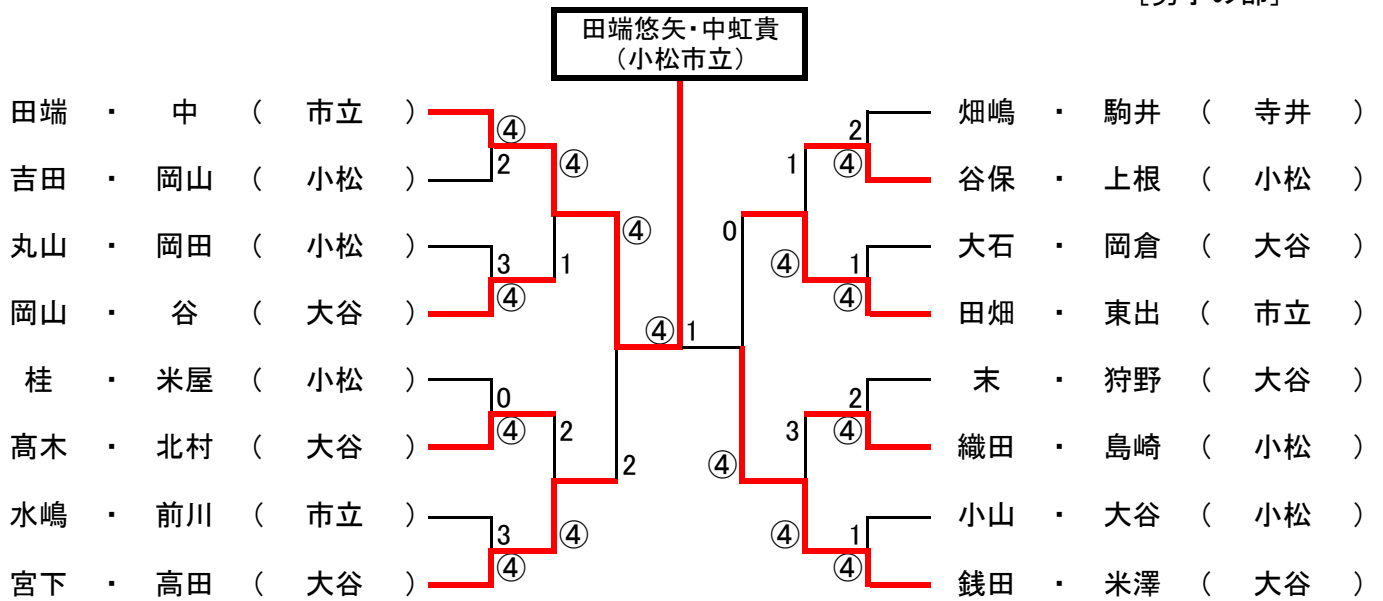 [男子の部]
田端悠矢・中虹貴
（小松市立）
田端 ・ 中 （ 市立 ）
吉田 ・ 岡山 （ 小松 ）
丸山 ・ 岡田 （ 小松 ）
岡山 ・ 谷 （ 大谷 ）
桂 ・ 米屋 （ 小松 ）
髙木 ・ 北村 （ 大谷 ）
水嶋 ・ 前川 （ 市立 ）
宮下 ・ 高田 （ 大谷 ）
④
2
3
④
0
④
3
④
④
1
2
④
④
2
④
1
0
④
1
④
3
④
2
④
1
④
2
④
1
④
畑嶋 ・ 駒井 （ 寺井 ）
谷保 ・ 上根 （ 小松 ）
大石 ・ 岡倉 （ 大谷 ）
田畑 ・ 東出 （ 市立 ）
末 ・ 狩野 （ 大谷 ）
織田 ・ 島崎 （ 小松 ）
小山 ・ 大谷 （ 小松 ）
銭田 ・ 米澤 （ 大谷 ）